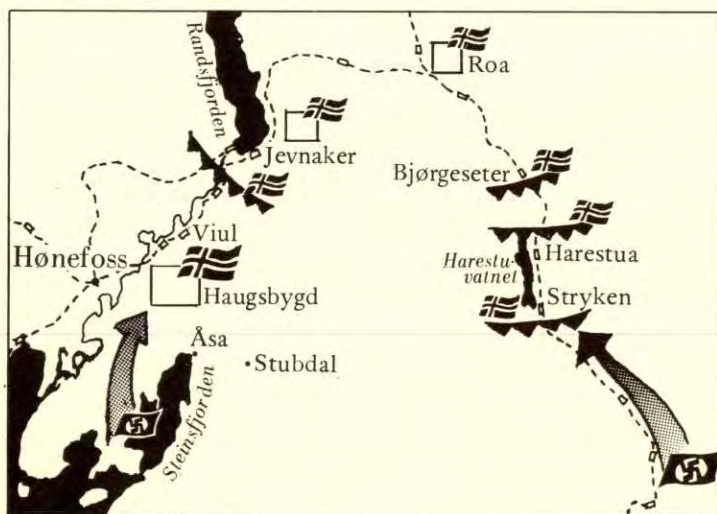 Randsfjorden
Roa
Jevnaker
Bjørgeseter
Viul
Hønefoss
Harestu-
vatnet
Harestua
Haugsbygd
Stryken
Åsa
Stubdal
Steinsfjorden